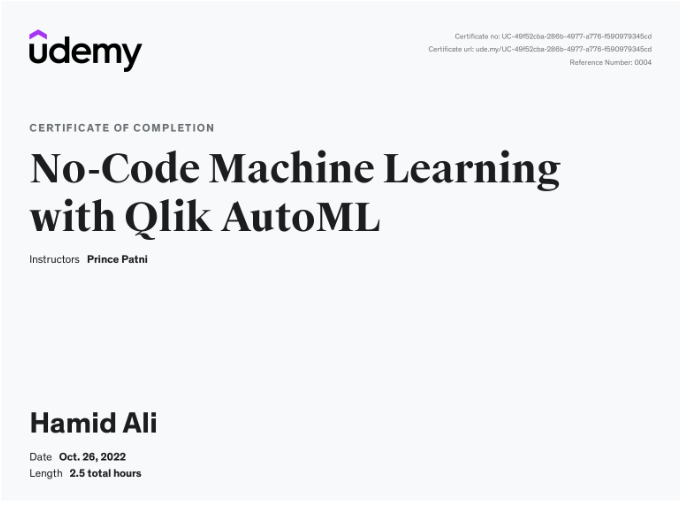 udemy
Certificate no: UC-49f52cba-286b-4977-a776-f590979345cd
Certificate url: ude.my/UC-49f52cba-286b-4977-a776-f590979345cd
Reference Number: 0004
CERTIFICATE OF COMPLETION
No-Code Machine Learning
with Qlik AutoML
Instructors Prince Patni
Hamid Ali
Date Oct. 26, 2022
Length 2.5 total hours